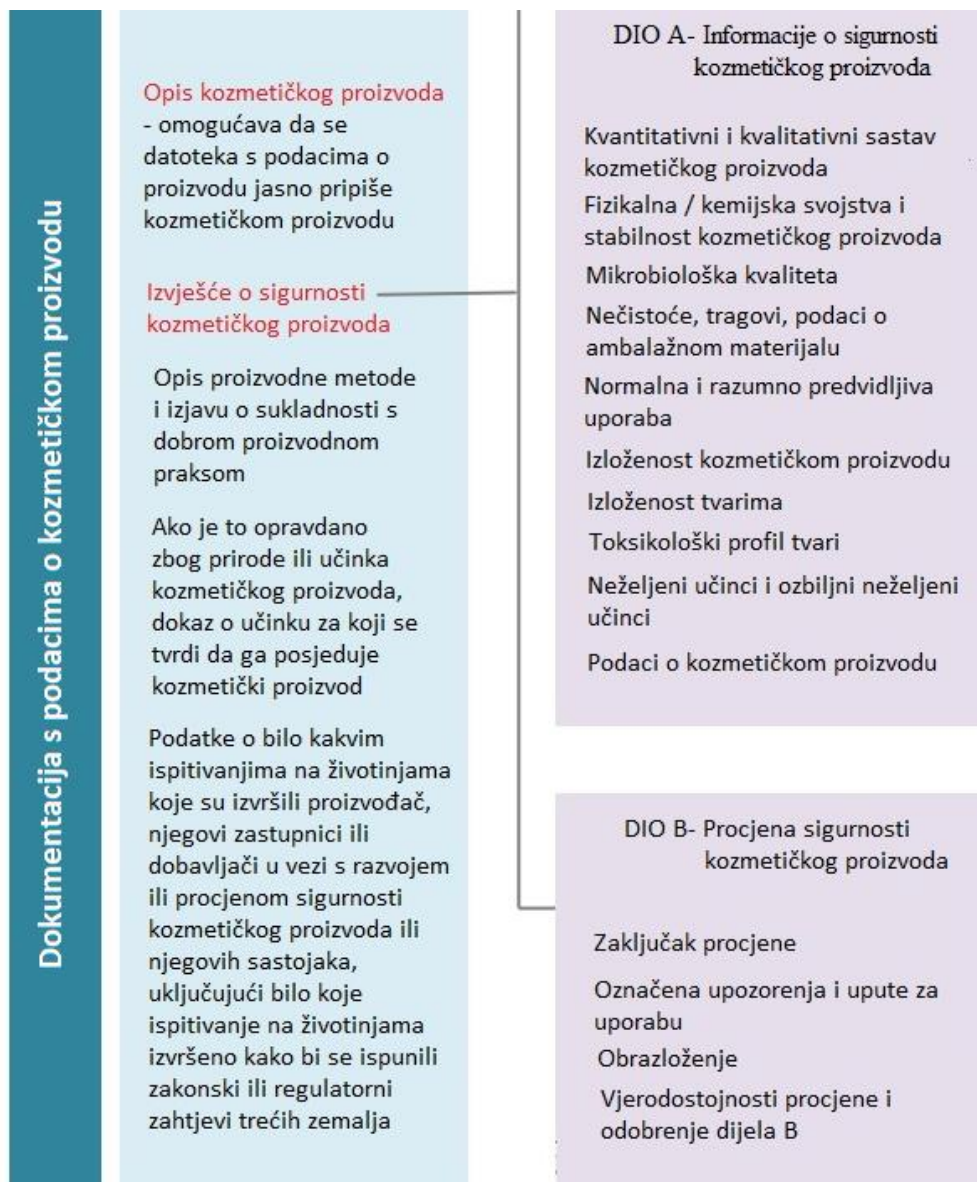 Dokumentacija s podacima o kozmetičkom proizvodu
Opis kozmetičkog proizvoda
- omogućava da se
datoteka s podacima o
proizvodu jasno pripiše
kozmetičkom proizvodu
Izvješće o sigurnosti
kozmetičkog proizvoda
Opis proizvodne metode
i izjavu o sukladnosti s
dobrom proizvodnom
praksom
Ako je to opravdano
zbog prirode ili učinka
kozmetičkog proizvoda,
dokaz o učinku za koji se
tvrdi da ga posjeduje
kozmetički proizvod
Podatke o bilo kakvim
ispitivanjima na životinjama
koje su izvršili proizvođač,
njegovi zastupnici ili
dobavljači u vezi s razvojem
ili procjenom sigurnosti
kozmetičkog proizvoda ili
njegovih sastojaka,
uključujući bilo koje
ispitivanje na životinjama
izvršeno kako bi se ispunili
zakonski ili regulatorni
zahtjevi trećih zemalja
DIO A- Informacije o sigurnosti
kozmetičkog proizvoda
Kvantitativni i kvalitativni sastav
kozmetičkog proizvoda
Fizikalna / kemijska svojstva i
stabilnost kozmetičkog proizvoda
Mikrobiološka kvaliteta
Nečistoće, tragovi, podaci o
ambalažnom materijalu
Normalna i razumno predvidljiva
uporaba
Izloženost kozmetičkom proizvodu
Izloženost tvarima
Toksikološki profil tvari
Neželjeni učinci i ozbiljni neželjeni
učinci
Podaci o kozmetičkom proizvodu
DIO B- Procjena sigurnosti
kozmetičkog proizvoda
Zaključak procjene
Označena upozorenja i upute za
uporabu
Obrazloženje
Vjerodostojnosti procjene i
odobrenje dijela B